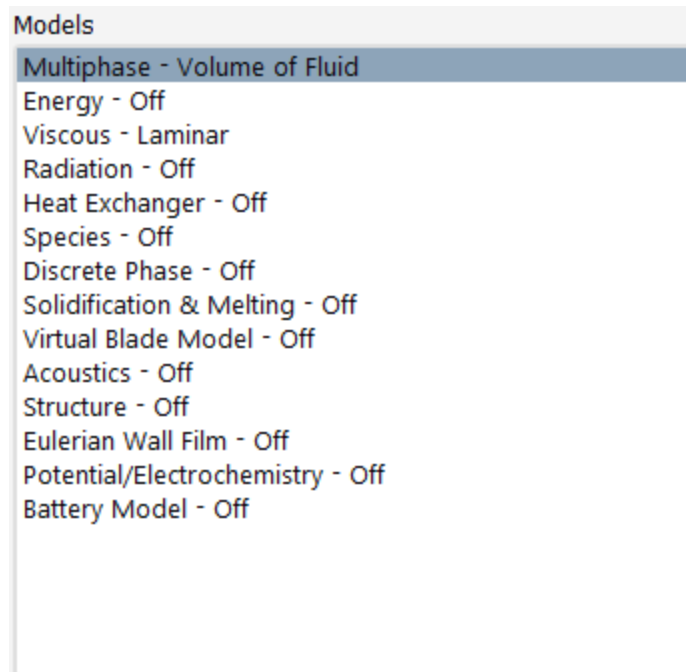 Models
Multiphase - Volume of Fluid
Energy - Off
Viscous - Laminar
Radiation - Off
Heat Exchanger - Off
Species - Off
Discrete Phase - Off
Solidification & Melting - Off
Virtual Blade Model - Off
Acoustics - Off
Structure - Off
Eulerian Wall Film - Off
Potential/Electrochemistry - Off
Battery Model - Off